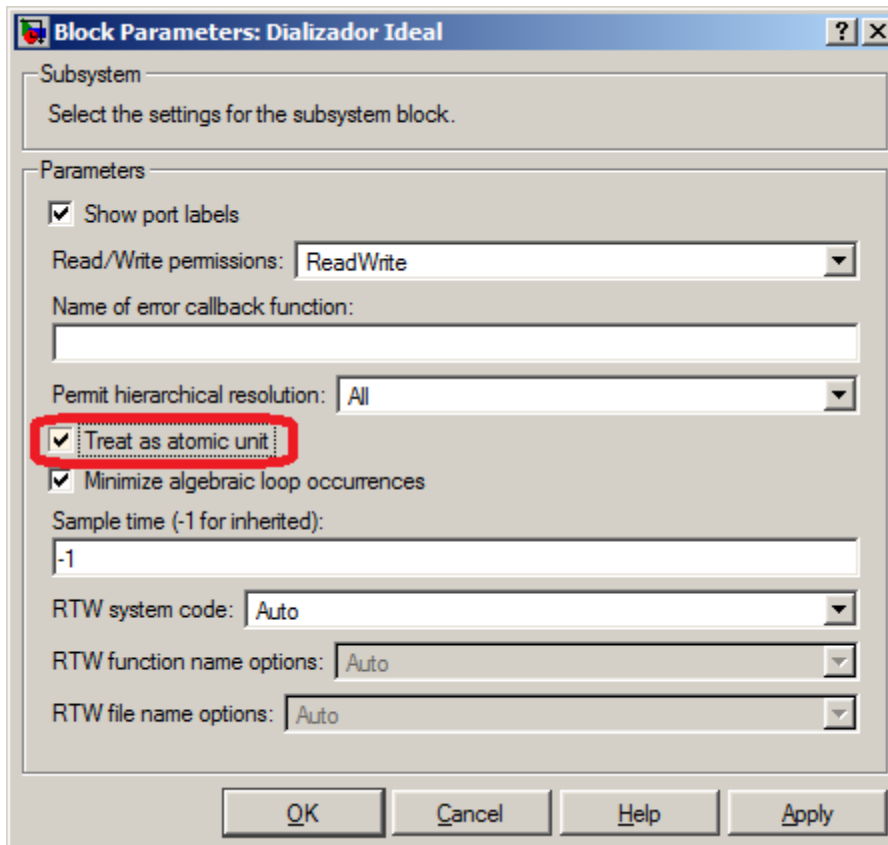 Block Parameters: Dializador Ideal
Subsystem
Select the settings for the subsystem block.
Parameters
Show port labels
Read/Write permissions: ReadWrite
Name of error callback function:
Permit hierarchical resolution: All
Treat as atomic unit
Minimize algebraic loop occurrences
Sample time (-1 for inherited):
-1
RTW system code: Auto
RTW function name options: Auto
RTW file name options: Auto
OK Cancel Help Apply